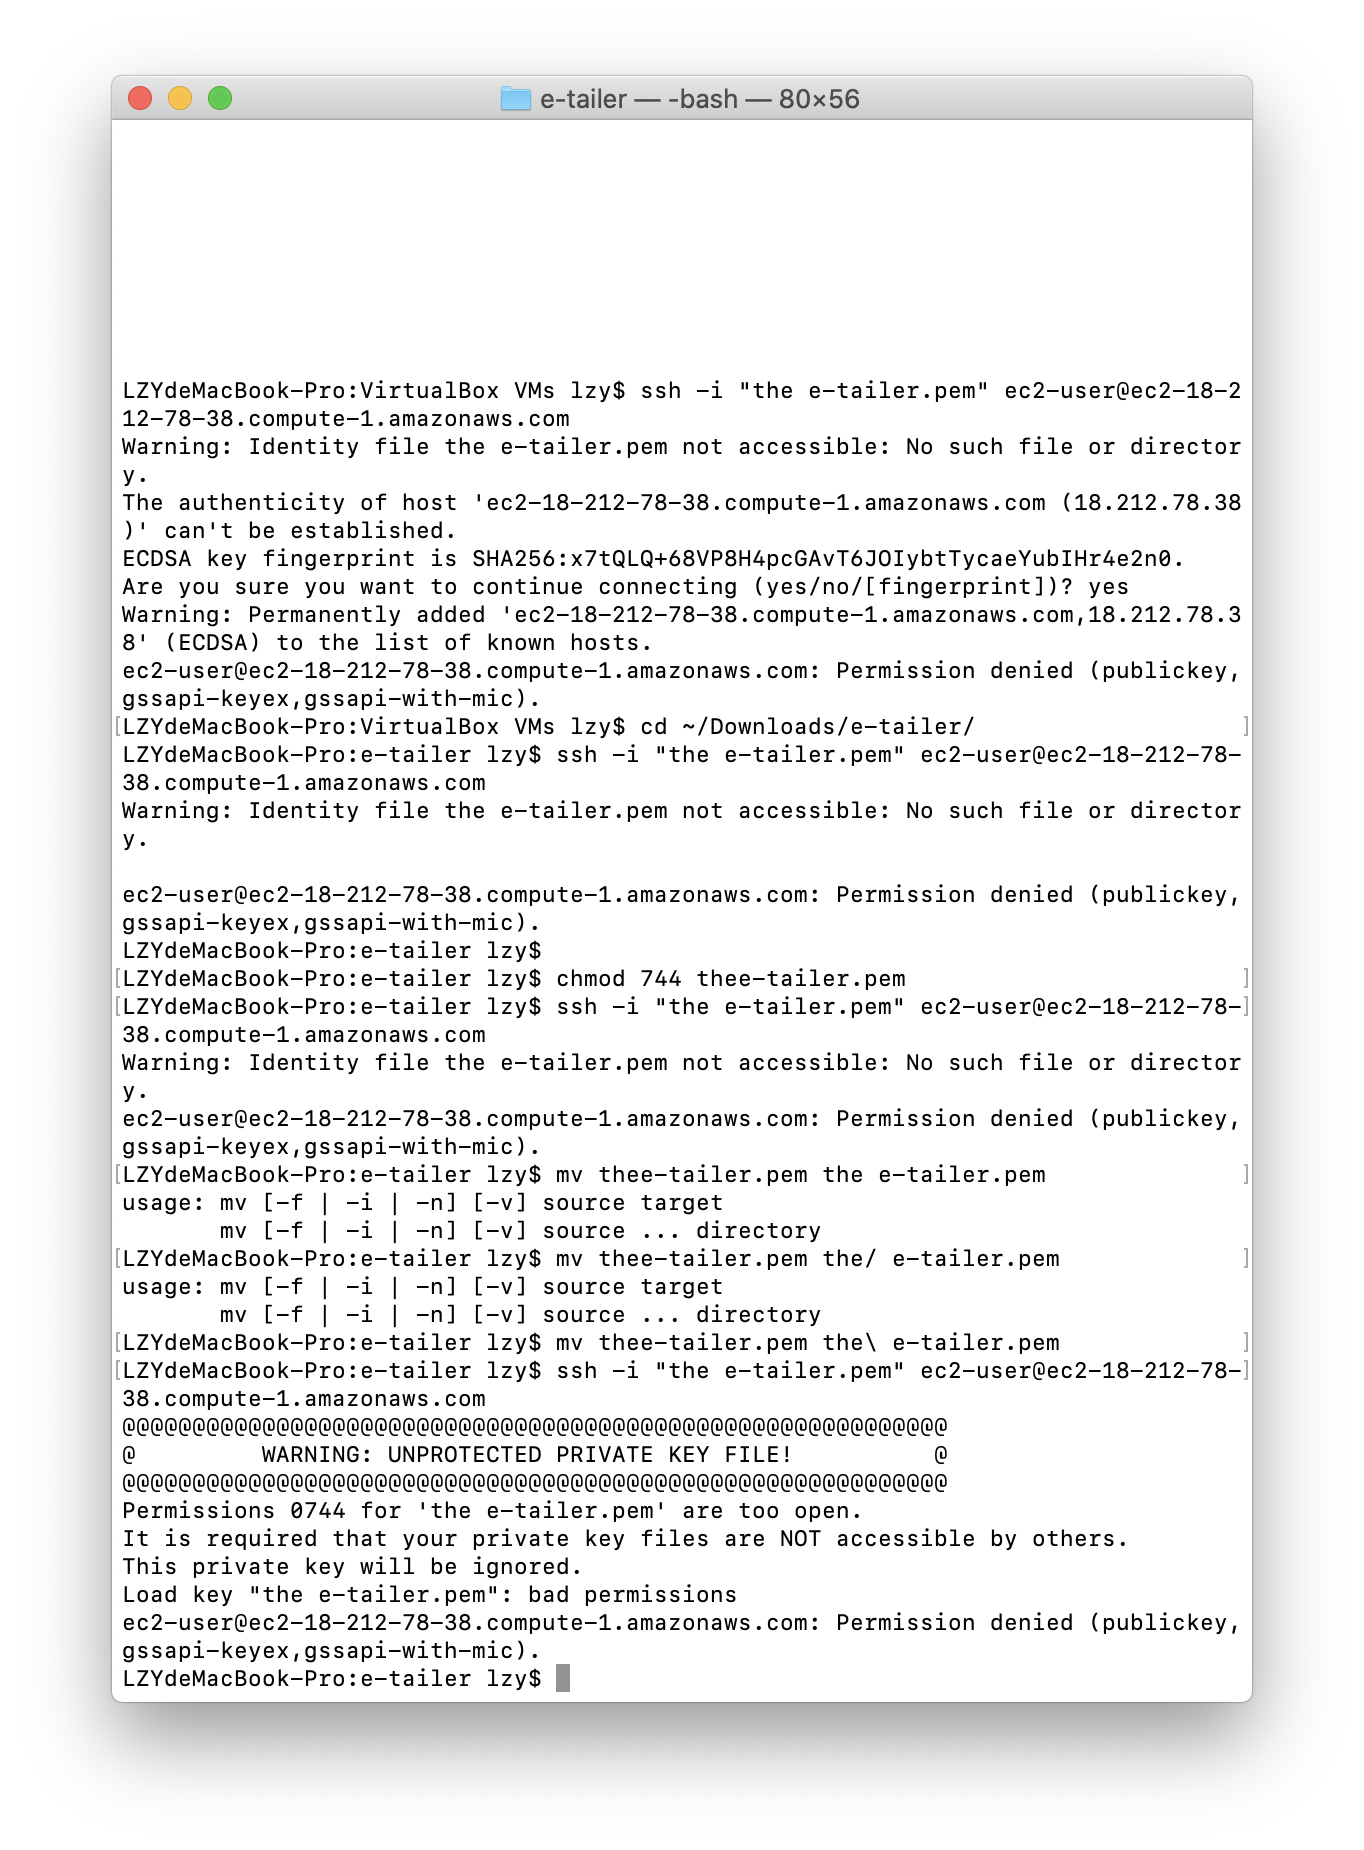 e-tailer — -bash — 80×56
LZYdeMacBook-Pro:VirtualBox VMs lzy$ ssh -i "the e-tailer.pem" ec2-user@ec2-18-2
12-78-38.compute-1.amazonaws.com
Warning: Identity file the e-tailer.pem not accessible: No such file or director
y.
The authenticity of host 'ec2-18-212-78-38.compute-1.amazonaws.com (18.212.78.38
)' can't be established.
ECDSA key fingerprint is SHA256:x7tQLQ+68VP8H4pcGAvT6JOIybtTycaeYubIHr4e2n0.
Are you sure you want to continue connecting (yes/no/[fingerprint])? yes
Warning: Permanently added 'ec2-18-212-78-38.compute-1.amazonaws.com,18.212.78.3
8' (ECDSA) to the list of known hosts.
ec2-user@ec2-18-212-78-38.compute-1.amazonaws.com: Permission denied (publickey,
gssapi-keyex,gssapi-with-mic).
[LZYdeMacBook-Pro:VirtualBox VMs lzy$ cd ~/Downloads/e-tailer/ ]
LZYdeMacBook-Pro:e-tailer lzy$ ssh -i "the e-tailer.pem" ec2-user@ec2-18-212-78-
38.compute-1.amazonaws.com
Warning: Identity file the e-tailer.pem not accessible: No such file or director
y.
ec2-user@ec2-18-212-78-38.compute-1.amazonaws.com: Permission denied (publickey,
gssapi-keyex,gssapi-with-mic).
LZYdeMacBook-Pro:e-tailer lzy$
[LZYdeMacBook-Pro:e-tailer lzy$ chmod 744 thee-tailer.pem ]
[LZYdeMacBook-Pro:e-tailer lzy$ ssh -i "the e-tailer.pem" ec2-user@ec2-18-212-78-]
38.compute-1.amazonaws.com
Warning: Identity file the e-tailer.pem not accessible: No such file or director
y.
ec2-user@ec2-18-212-78-38.compute-1.amazonaws.com: Permission denied (publickey,
gssapi-keyex,gssapi-with-mic).
[LZYdeMacBook-Pro:e-tailer lzy$ mv thee-tailer.pem the e-tailer.pem ]
usage: mv [-f | -i | -n] [-v] source target
       mv [-f | -i | -n] [-v] source ... directory
[LZYdeMacBook-Pro:e-tailer lzy$ mv thee-tailer.pem the/ e-tailer.pem ]
usage: mv [-f | -i | -n] [-v] source target
       mv [-f | -i | -n] [-v] source ... directory
[LZYdeMacBook-Pro:e-tailer lzy$ mv thee-tailer.pem the\ e-tailer.pem ]
[LZYdeMacBook-Pro:e-tailer lzy$ ssh -i "the e-tailer.pem" ec2-user@ec2-18-212-78-]
38.compute-1.amazonaws.com
@@@@@@@@@@@@@@@@@@@@@@@@@@@@@@@@@@@@@@@@@@@@@@@@@@@@@@@@@@@
@         WARNING: UNPROTECTED PRIVATE KEY FILE!          @
@@@@@@@@@@@@@@@@@@@@@@@@@@@@@@@@@@@@@@@@@@@@@@@@@@@@@@@@@@@
Permissions 0744 for 'the e-tailer.pem' are too open.
It is required that your private key files are NOT accessible by others.
This private key will be ignored.
Load key "the e-tailer.pem": bad permissions
ec2-user@ec2-18-212-78-38.compute-1.amazonaws.com: Permission denied (publickey,
gssapi-keyex,gssapi-with-mic).
LZYdeMacBook-Pro:e-tailer lzy$